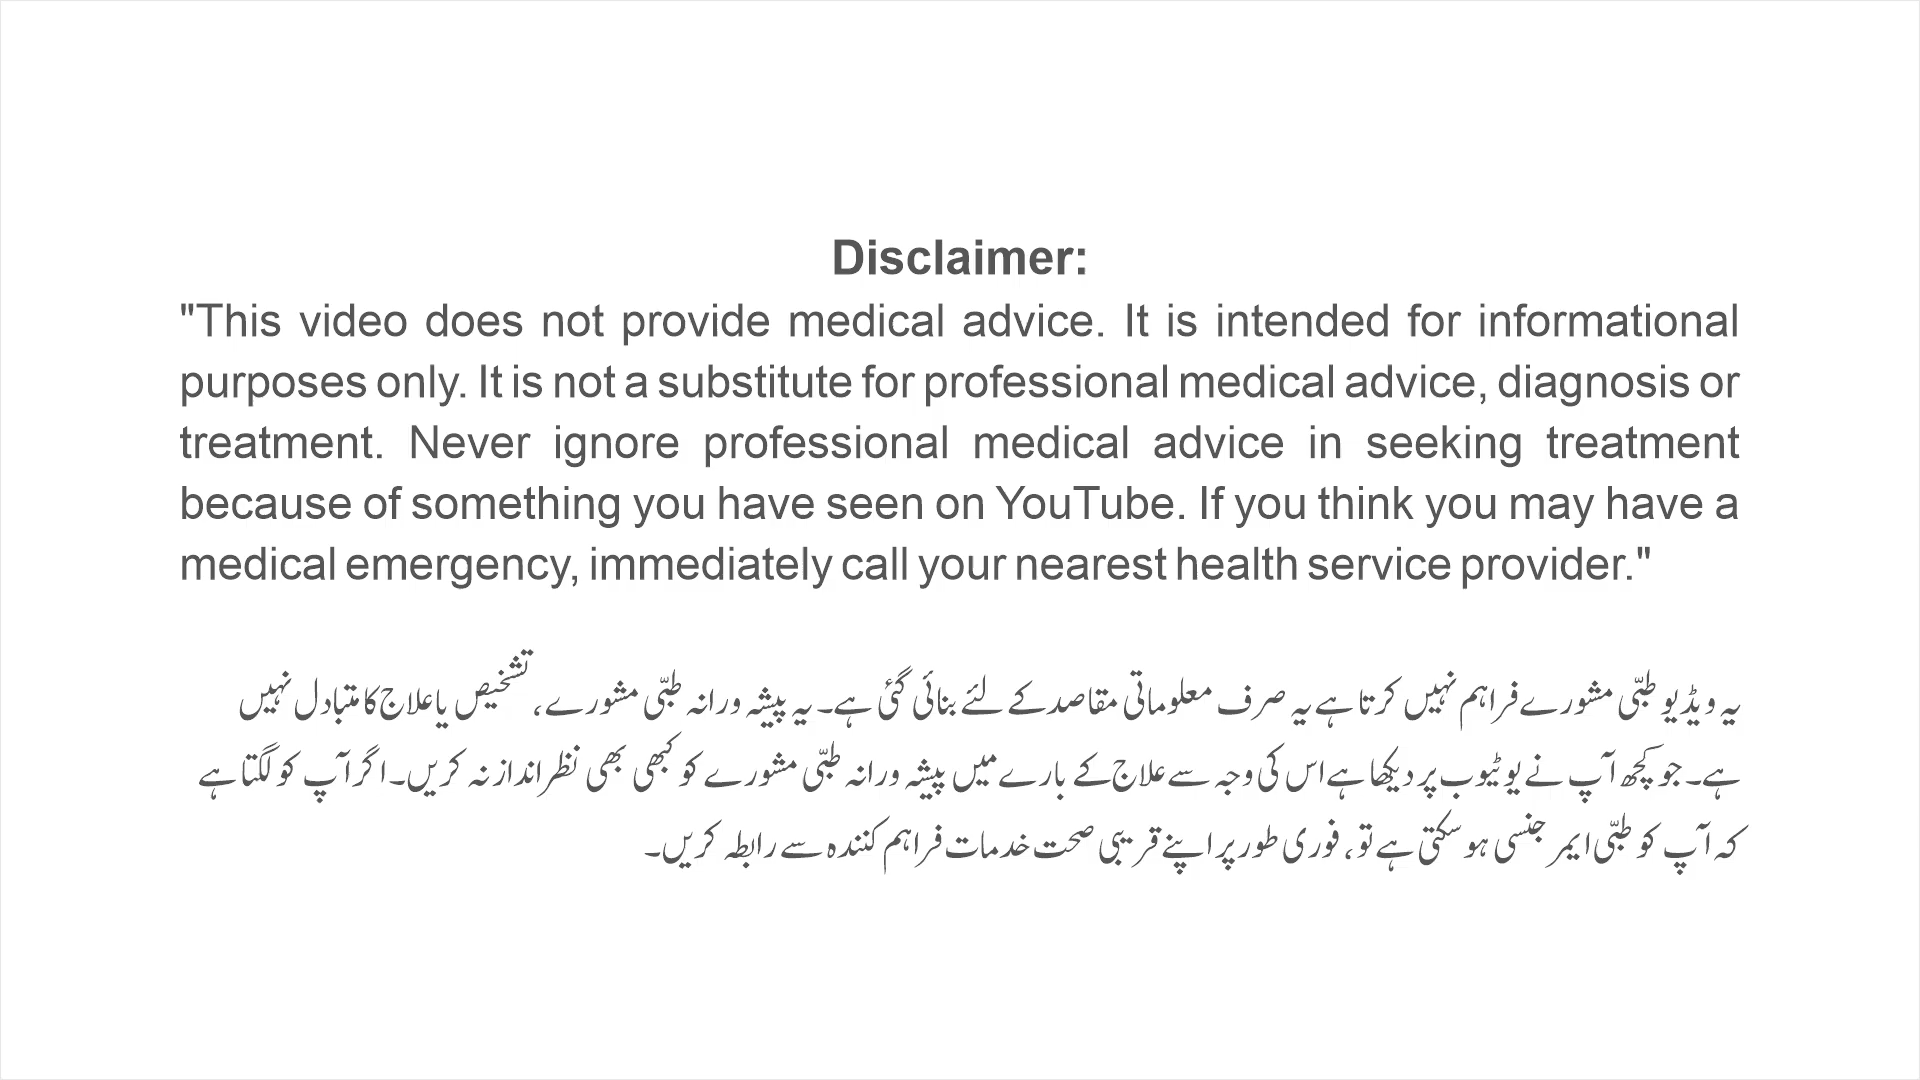 Disclaimer:
"This video does not provide medical advice. It is intended for informational
purposes only. It is not a substitute for professional medical advice, diagnosis or
treatment. Never ignore professional medical advice in seeking treatment
because of something you have seen on YouTube. If you think you may have a
medical emergency, immediately call your nearest health service provider."
یہ ویڈیو طبّی مشورے فراہم نہیں کرتا ہے یہ صرف معلوماتی مقاصد کے لئے بنائی گئی ہے۔ یہ پیشہ ورانہ طبّی مشورے، تشخیص یا علاج کا متبادل نہیں
ہے۔ جو کچھ آپ نے یوٹیوب پر دیکھا ہے اس کی وجہ سے علاج کے بارے میں پیشہ ورانہ طبّی مشورے کو کبھی بھی نظر انداز نہ کریں۔ اگر آپ کو لگتا ہے
کہ آپ کو طبّی ایمرجنسی ہو سکتی ہے تو، فوری طور پر اپنے قریبی صحت خدمات فراہم کنندہ سے رابطہ کریں۔